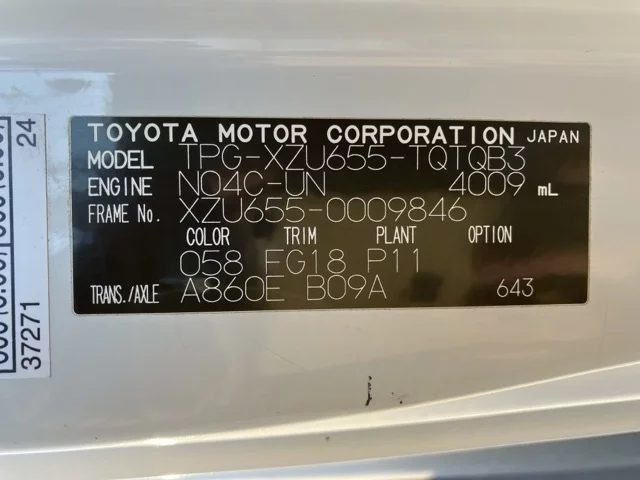 TOYOTA MOTOR CORPORATION JAPAN
MODEL TPG-XZU655-TQTQB3
ENGINE N04C-UN 4009 mL
FRAME No. XZU655-0009846
COLOR TRIM PLANT OPTION
058 FG18 P11
TRANS./AXLE A860E B09A 643
37271
24